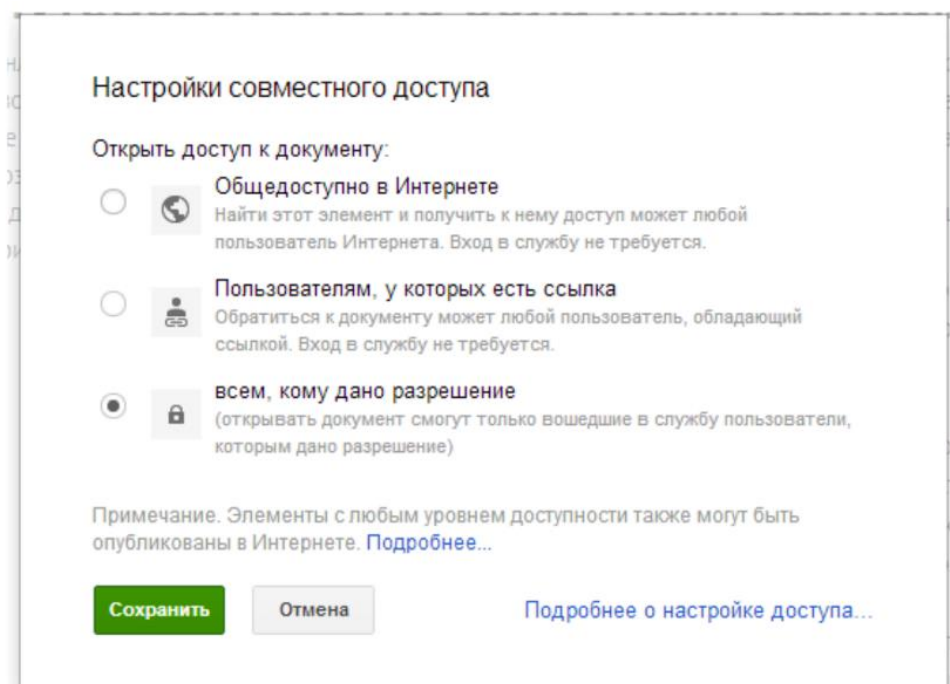 Настройки совместного доступа
Открыть доступ к документу:
Общедоступно в Интернете
Найти этот элемент и получить к нему доступ может любой
пользователь Интернета. Вход в службу не требуется.
Пользователям, у которых есть ссылка
Обратиться к документу может любой пользователь, обладающий
ссылкой. Вход в службу не требуется.
всем, кому дано разрешение
(открывать документ смогут только вошедшие в службу пользователи,
которым дано разрешение)
Примечание. Элементы с любым уровнем доступности также могут быть
опубликованы в Интернете. Подробнее...
Сохранить Отмена Подробнее о настройке доступа...